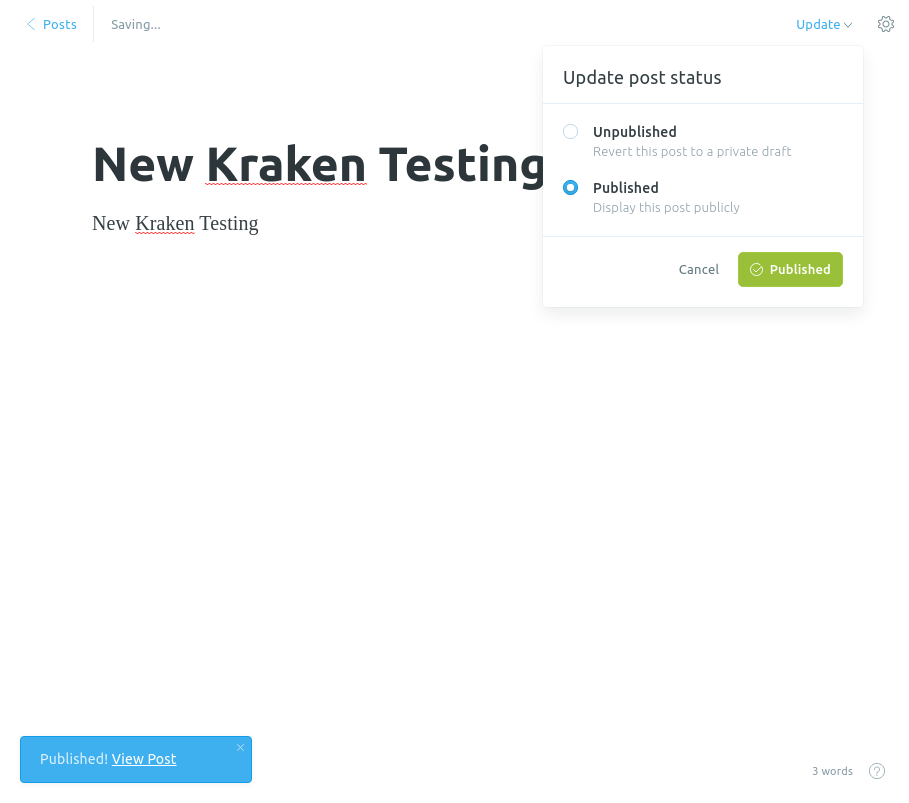 Posts
Saving...
Update
Update post status
Unpublished
Revert this post to a private draft
Published
Display this post publicly
Cancel
Published
New Kraken Testing
New Kraken Testing
Published! View Post
3 words
?